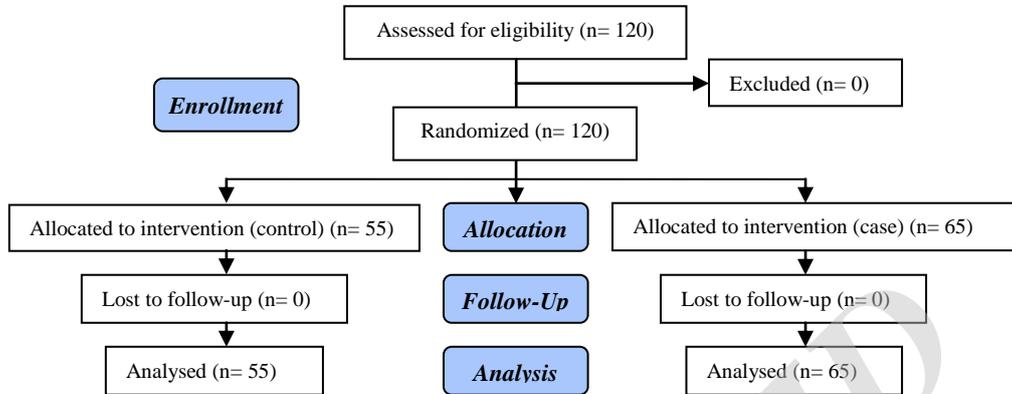 Assessed for eligibility (n= 120)
Excluded (n= 0)
Enrollment
Randomized (n= 120)
Allocated to intervention (control) (n= 55)
Allocation
Allocated to intervention (case) (n= 65)
Lost to follow-up (n= 0)
Follow-Up
Lost to follow-up (n= 0)
Analysed (n= 55)
Analysis
Analysed (n= 65)